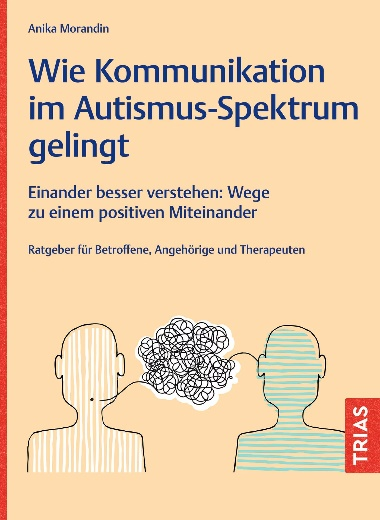 Anika Morandin
Wie Kommunikation
im Autismus-Spektrum
gelingt
Einander besser verstehen: Wege
zu einem positiven Miteinander
Ratgeber für Betroffene, Angehörige und Therapeuten
TRIAS